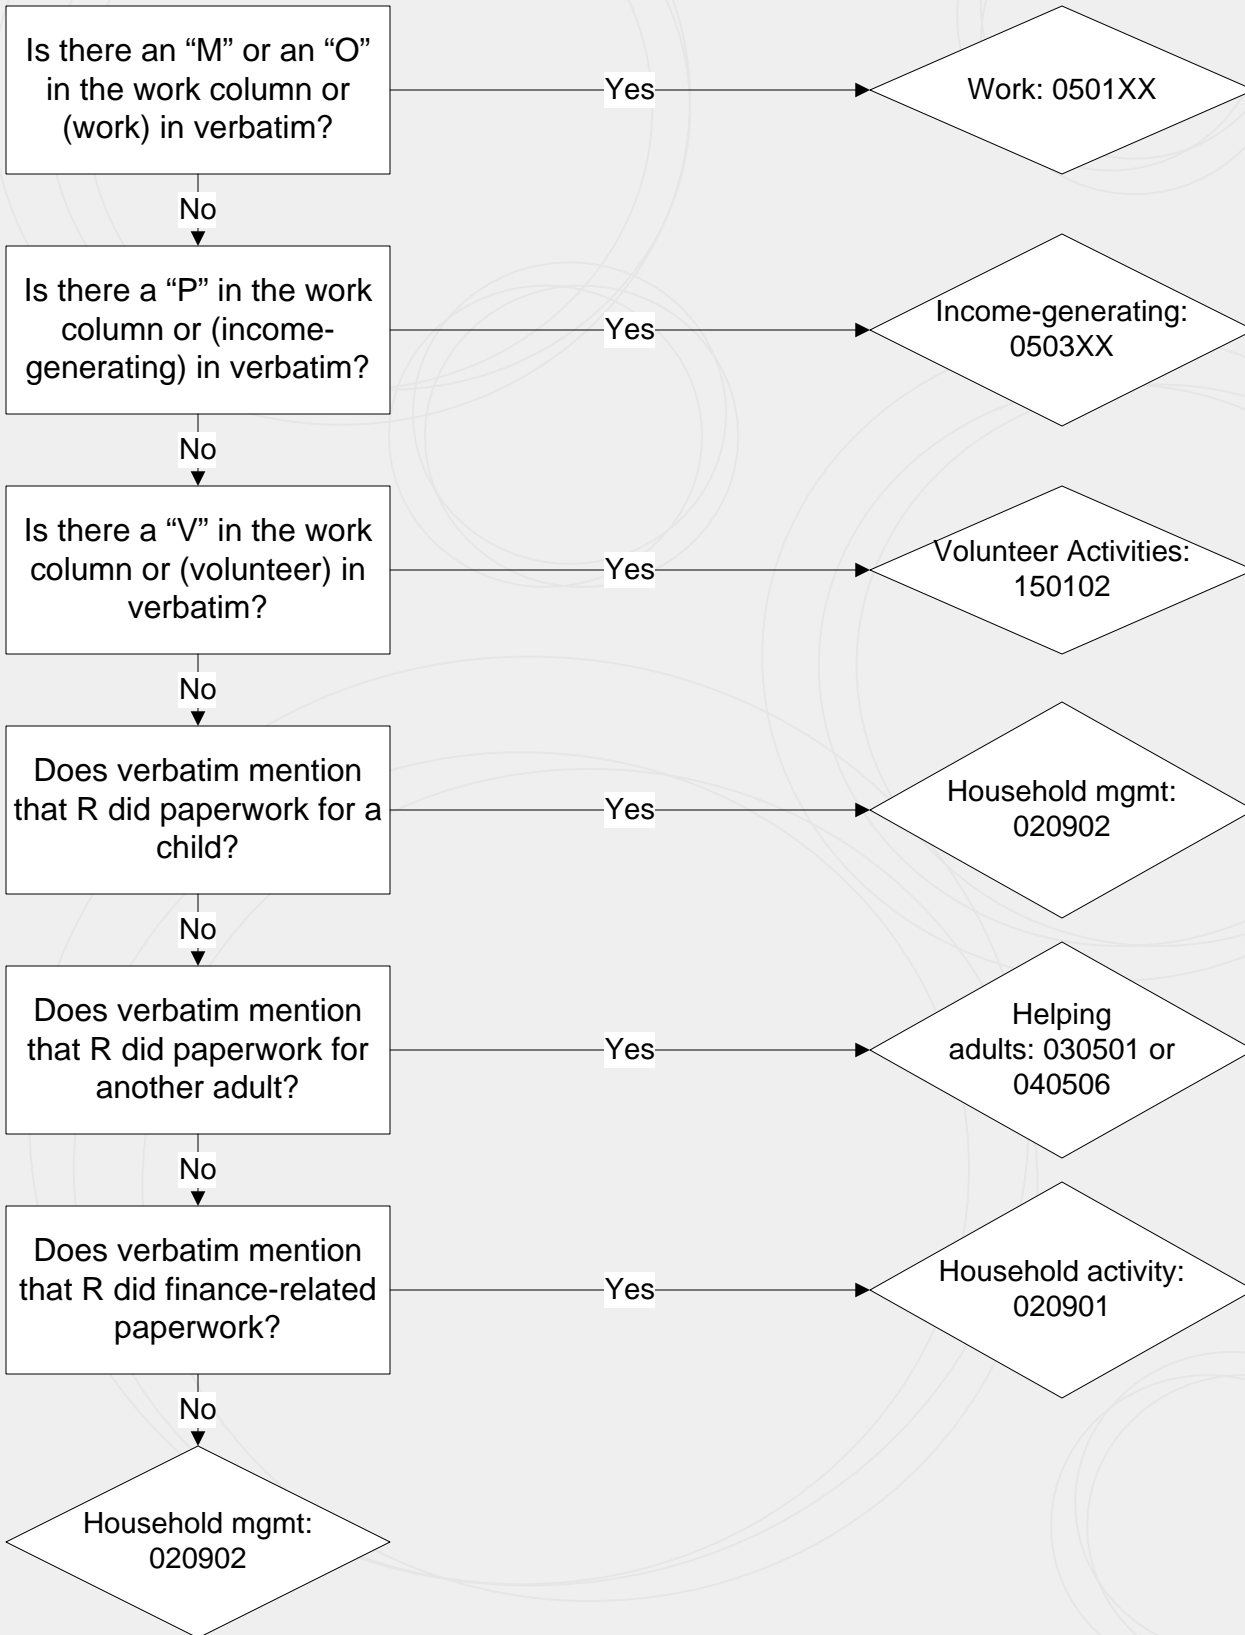 Is there an “M” or an “O”
in the work column or
(work) in verbatim?
Yes
Work: 0501XX
No
Is there a “P” in the work
column or (income-
generating) in verbatim?
Yes
Income-generating:
0503XX
No
Is there a “V” in the work
column or (volunteer) in
verbatim?
Yes
Volunteer Activities:
150102
No
Does verbatim mention
that R did paperwork for a
child?
Yes
Household mgmt:
020902
No
Does verbatim mention
that R did paperwork for
another adult?
Yes
Helping
adults: 030501 or
040506
No
Does verbatim mention
that R did finance-related
paperwork?
Yes
Household activity:
020901
No
Household mgmt:
020902